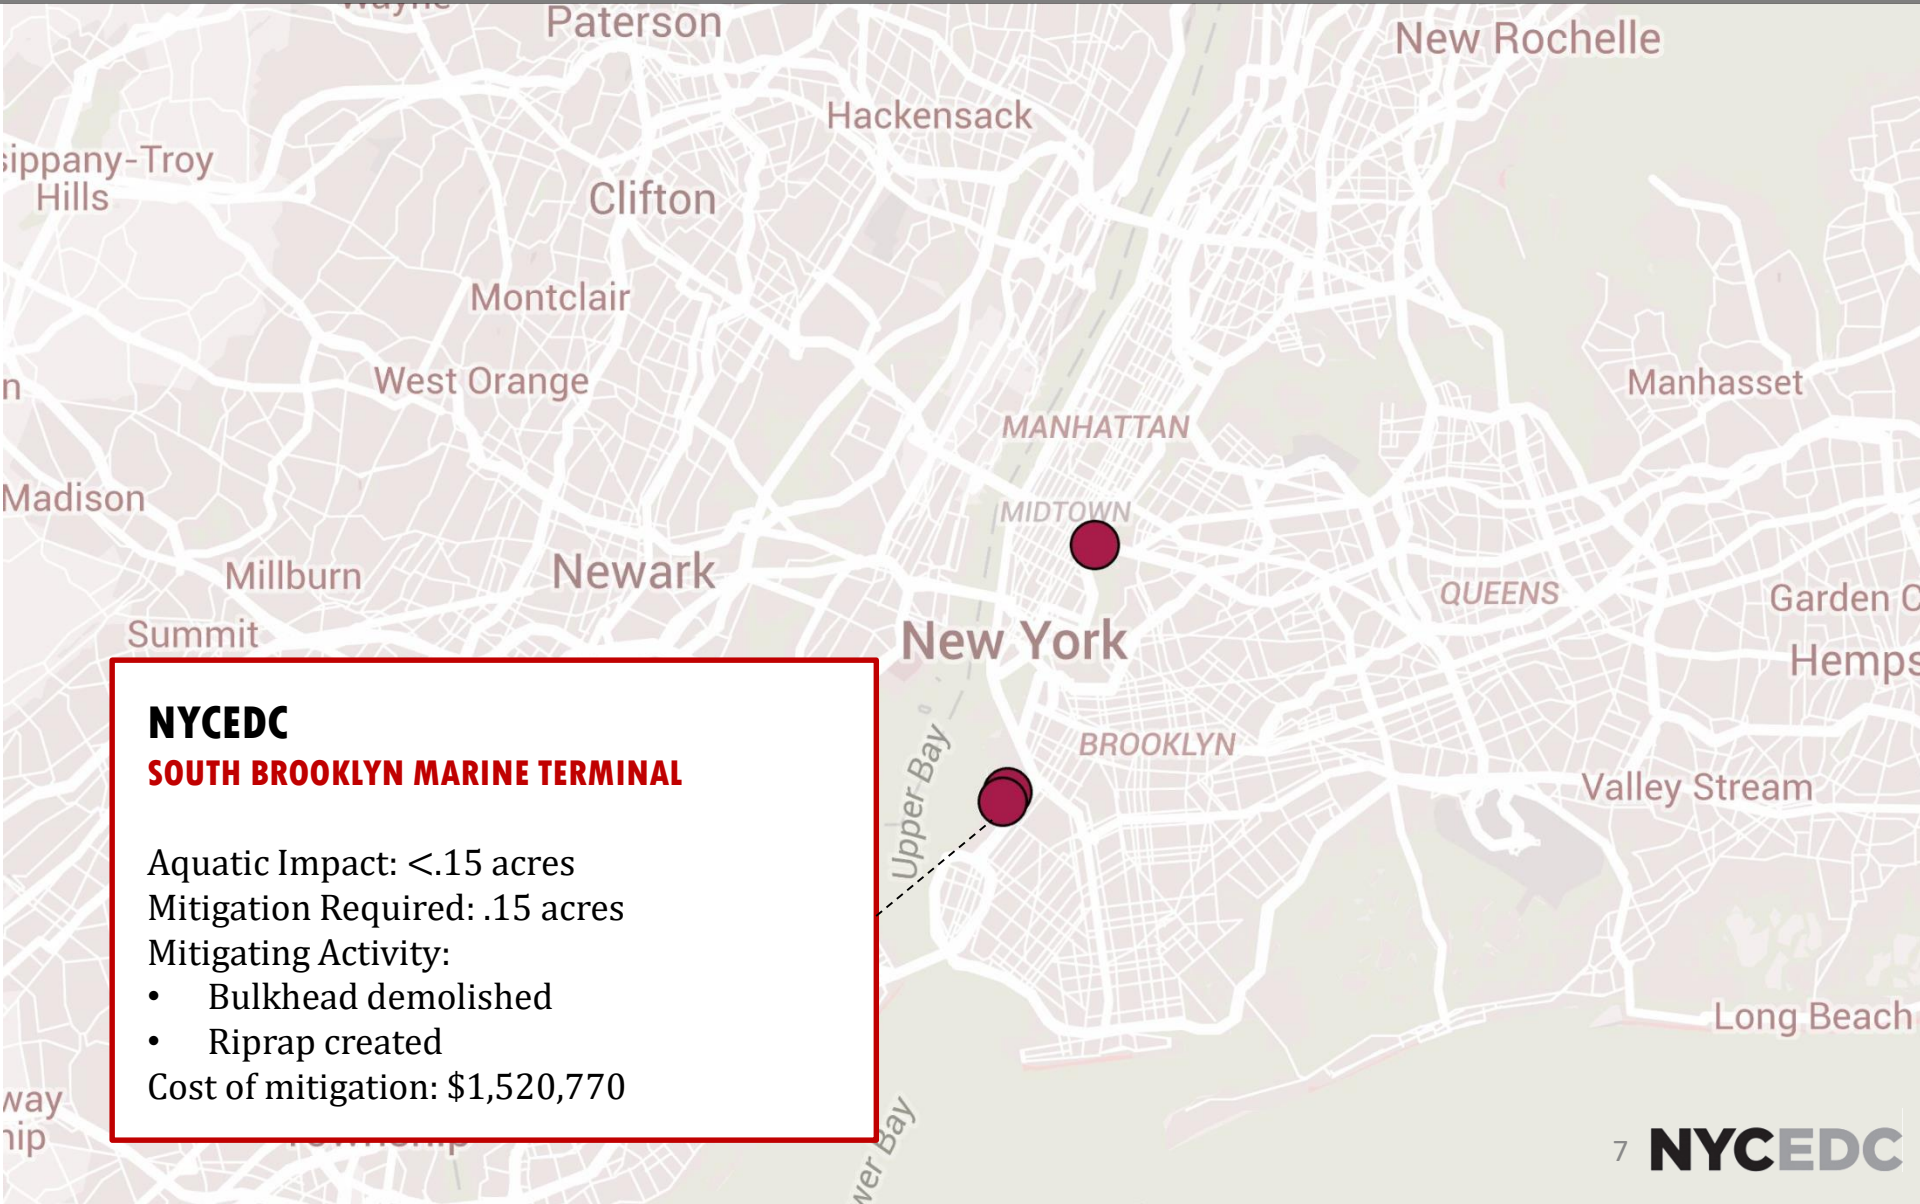 Paterson
New Rochelle
Hackensack
sippany-Troy
Hills
Clifton
Montclair
West Orange
Manhasset
MANHATTAN
Madison
MIDTOWN
Millburn
Newark
QUEENS
Garden C
Summit
New York
Hemps
NYCEDC
SOUTH BROOKLYN MARINE TERMINAL
Aquatic Impact: <.15 acres
Mitigation Required: .15 acres
Mitigating Activity:
• Bulkhead demolished
• Riprap created
Cost of mitigation: $1,520,770
Upper Bay
BROOKLYN
Valley Stream
Long Beach
way
hip
wer Bay
7 NYCEDC